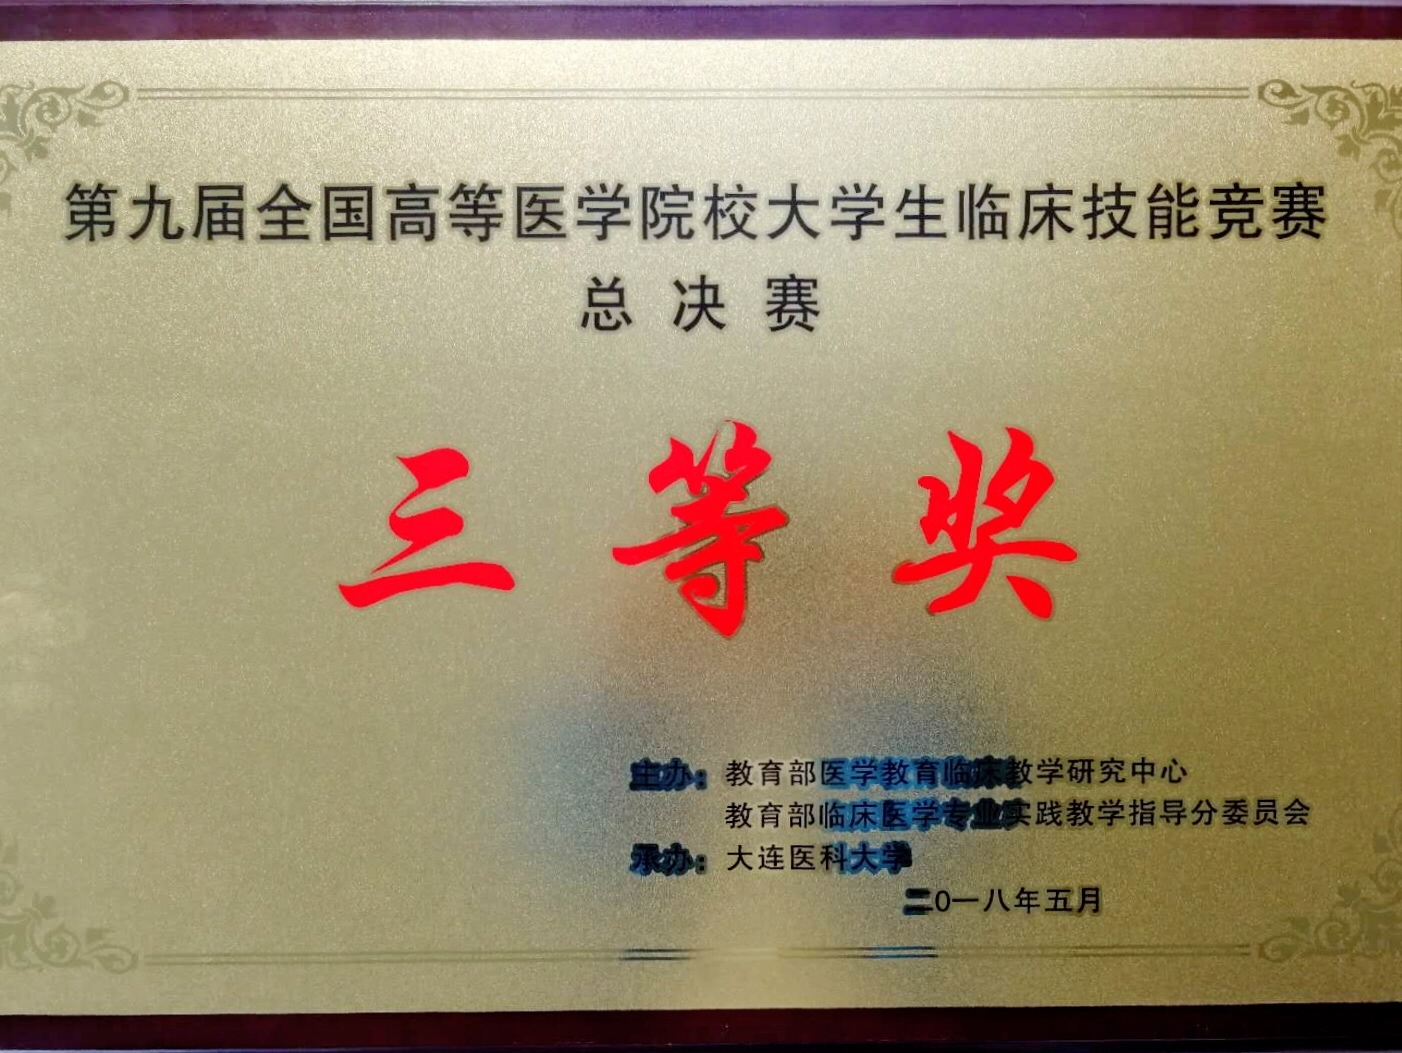 第九届全国高等医学院校大学生临床技能竞赛
总决赛
三等奖
主办：教育部医学教育临床教学研究中心
教育部临床医学专业实践教学指导分委员会
承办：大连医科大学
二0一八年五月